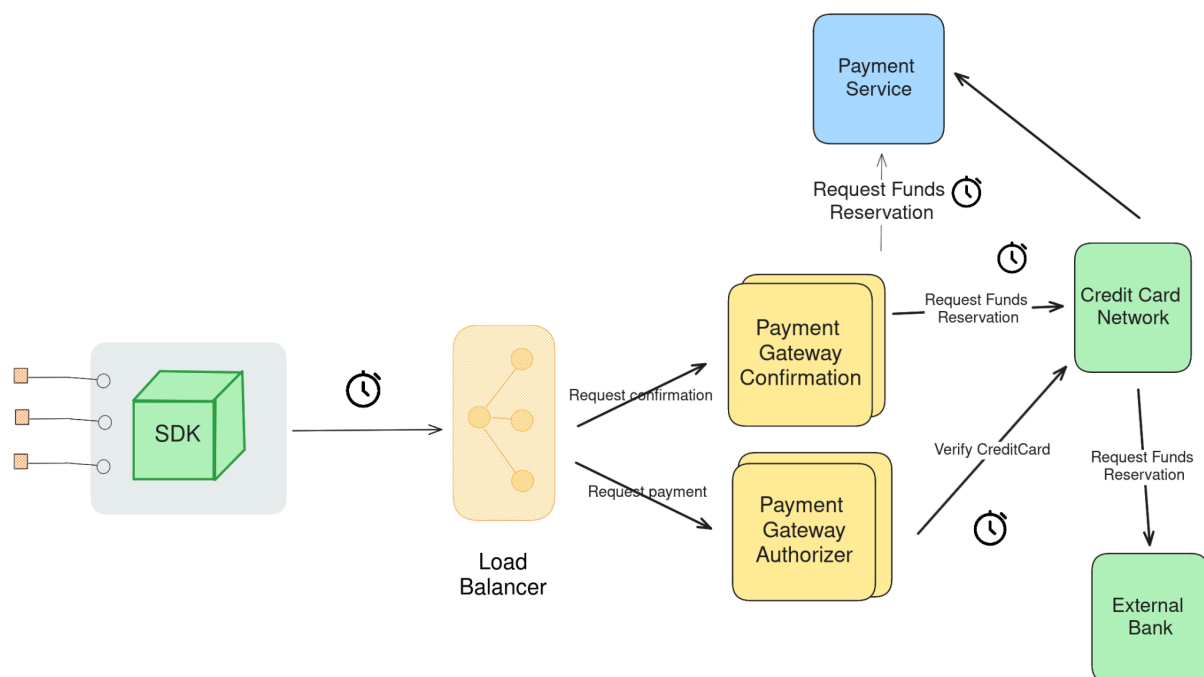 Payment
Service
Request Funds
Reservation
Request Funds
Reservation
Credit Card
Network
Payment
Gateway
Confirmation
Request confirmation
SDK
Verify CreditCard
Request Funds
Reservation
Request payment
Payment
Gateway
Authorizer
Load
Balancer
External
Bank